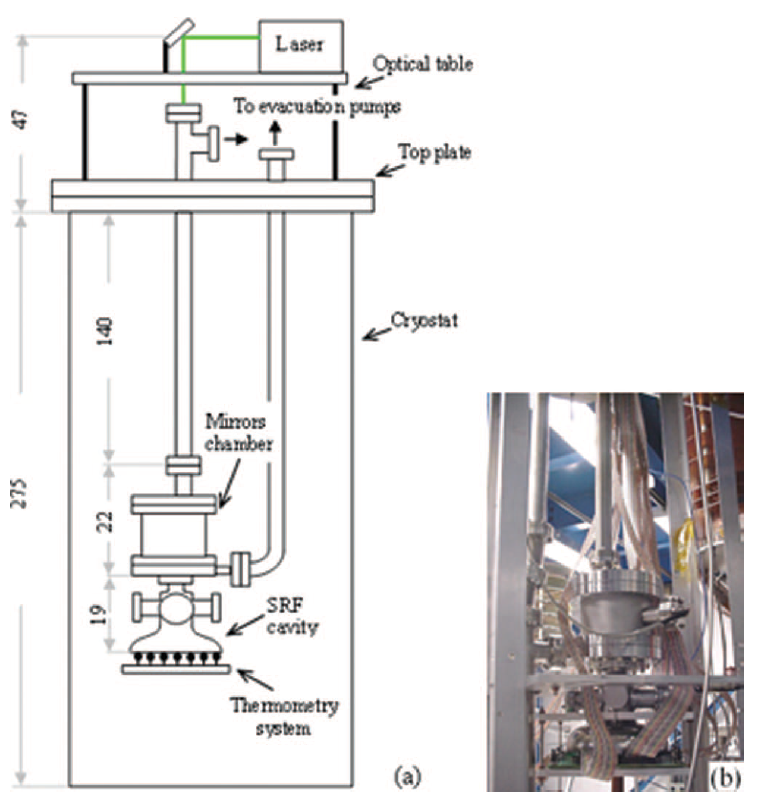 Laser
Optical table
To evacuation pumps
47
Top plate
Cryostat
140
Mirrors
chamber
275
22
19
SRF
cavity
Thermometry
system
(a)
(b)